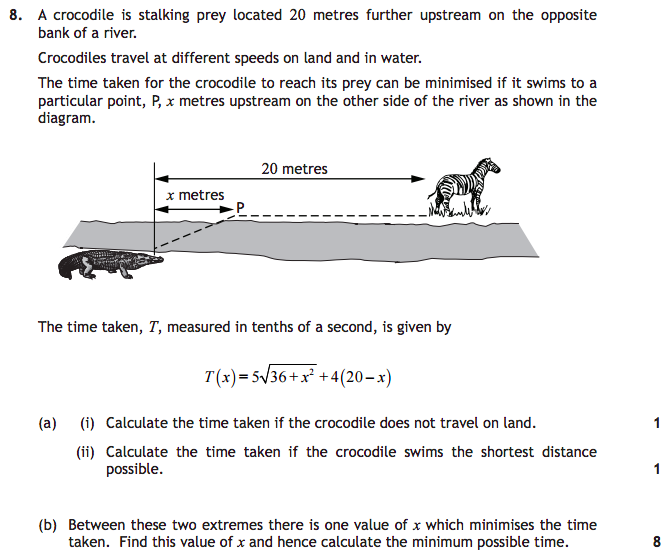 8. A crocodile is stalking prey located 20 metres further upstream on the opposite
bank of a river.
Crocodiles travel at different speeds on land and in water.
The time taken for the crocodile to reach its prey can be minimised if it swims to a
particular point, P, x metres upstream on the other side of the river as shown in the
diagram.
20 metres
x metres
P
The time taken, T, measured in tenths of a second, is given by
T(x) = 5√(36 + x²) + 4(20 − x)
(a) (i) Calculate the time taken if the crocodile does not travel on land. 1
(ii) Calculate the time taken if the crocodile swims the shortest distance
possible. 1
(b) Between these two extremes there is one value of x which minimises the time
taken. Find this value of x and hence calculate the minimum possible time. 8